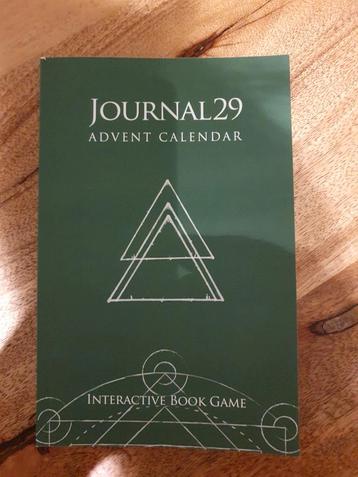 JOURNAL29
ADVENT CALENDAR
INTERACTIVE BOOK GAME